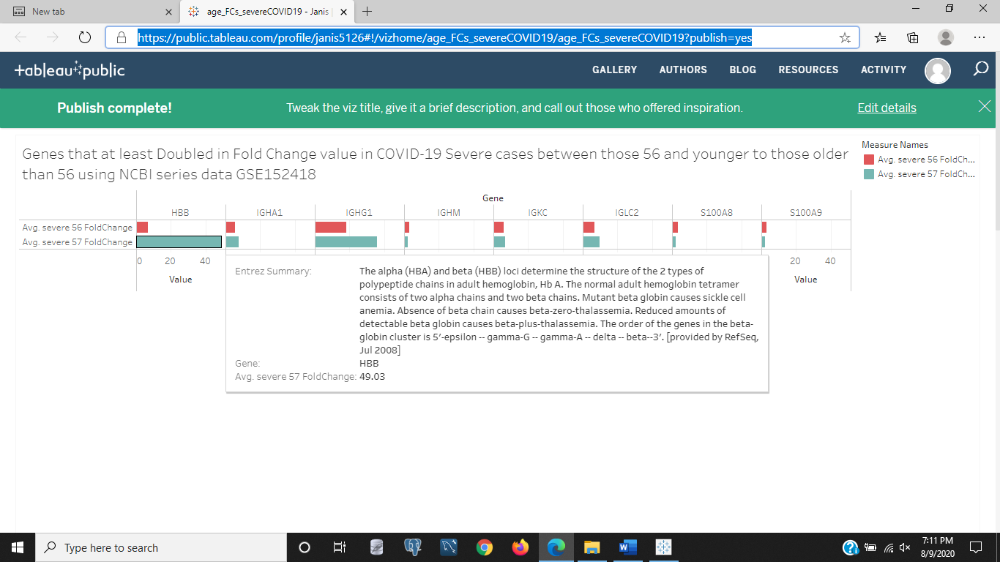 New tab
age_FCs_severeCOVID19 - Janis
https://public.tableau.com/profile/janis5126#!/vizhome/age_FCs_severeCOVID19/age_FCs_severeCOVID19?publish=yes
tableau public
GALLERY AUTHORS BLOG RESOURCES ACTIVITY
Publish complete! Tweak the viz title, give it a brief description, and call out those who offered inspiration. Edit details
Genes that at least Doubled in Fold Change value in COVID-19 Severe cases between those 56 and younger to those older
than 56 using NCBI series data GSE152418
Measure Names
Avg. severe 56 FoldCh...
Avg. severe 57 FoldCh...
Gene
HBB IGHA1 IGHG1 IGHM IGKC IGLC2 S100A8 S100A9
Avg. severe 56 FoldChange
Avg. severe 57 FoldChange
0 20 40 20 40
Value Value
Entrez Summary: The alpha (HBA) and beta (HBB) loci determine the structure of the 2 types of
polypeptide chains in adult hemoglobin, Hb A. The normal adult hemoglobin tetramer
consists of two alpha chains and two beta chains. Mutant beta globin causes sickle cell
anemia. Absence of beta chain causes beta-zero-thalassemia. Reduced amounts of
detectable beta globin causes beta-plus-thalassemia. The order of the genes in the beta-
globin cluster is 5'-epsilon -- gamma-G -- gamma-A -- delta -- beta--3'. [provided by RefSeq,
Jul 2008]
Gene: HBB
Avg. severe 57 FoldChange: 49.03
Type here to search
7:11 PM
8/9/2020